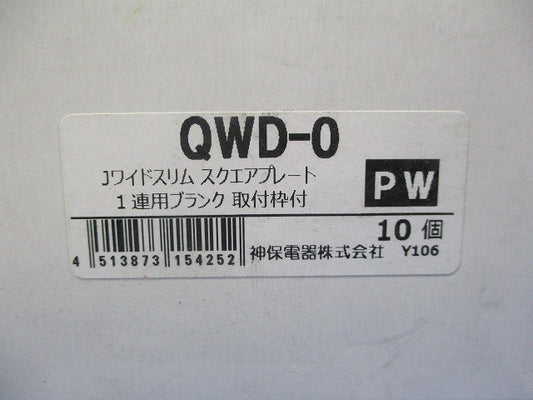 QWD-0
Jワイドスリム スクエアプレート
1連用ブランク 取付枠付
PW
10個
4 513873 154252
神保電器株式会社 Y106